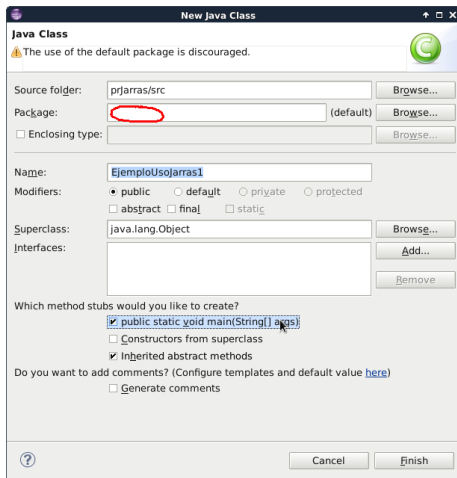 New Java Class
Java Class
The use of the default package is discouraged.
C
Source folder: prJarras/src Browse...
Package: (default) Browse...
Enclosing type: Browse...
Name: EjemploUsoJarras1
Modifiers: public default private protected
abstract final static
Superclass: java.lang.Object Browse...
Interfaces: Add...
Remove
Which method stubs would you like to create?
public static void main(String[] args)
Constructors from superclass
Inherited abstract methods
Do you want to add comments? (Configure templates and default value here)
Generate comments
? Cancel Finish